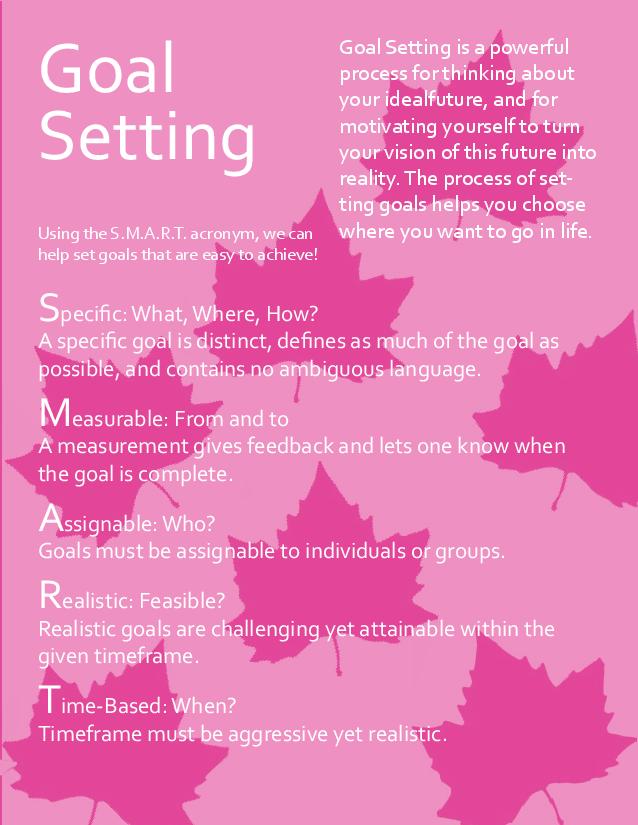 Goal
Setting
Goal Setting is a powerful
process for thinking about
your idealfuture, and for
motivating yourself to turn
your vision of this future into
reality. The process of set-
ting goals helps you choose
where you want to go in life.
Using the S.M.A.R.T. acronym, we can
help set goals that are easy to achieve!
Specific: What, Where, How?
A specific goal is distinct, defines as much of the goal as
possible, and contains no ambiguous language.
Measurable: From and to
A measurement gives feedback and lets one know when
the goal is complete.
Assignable: Who?
Goals must be assignable to individuals or groups.
Realistic: Feasible?
Realistic goals are challenging yet attainable within the
given timeframe.
Time-Based: When?
Timeframe must be aggressive yet realistic.